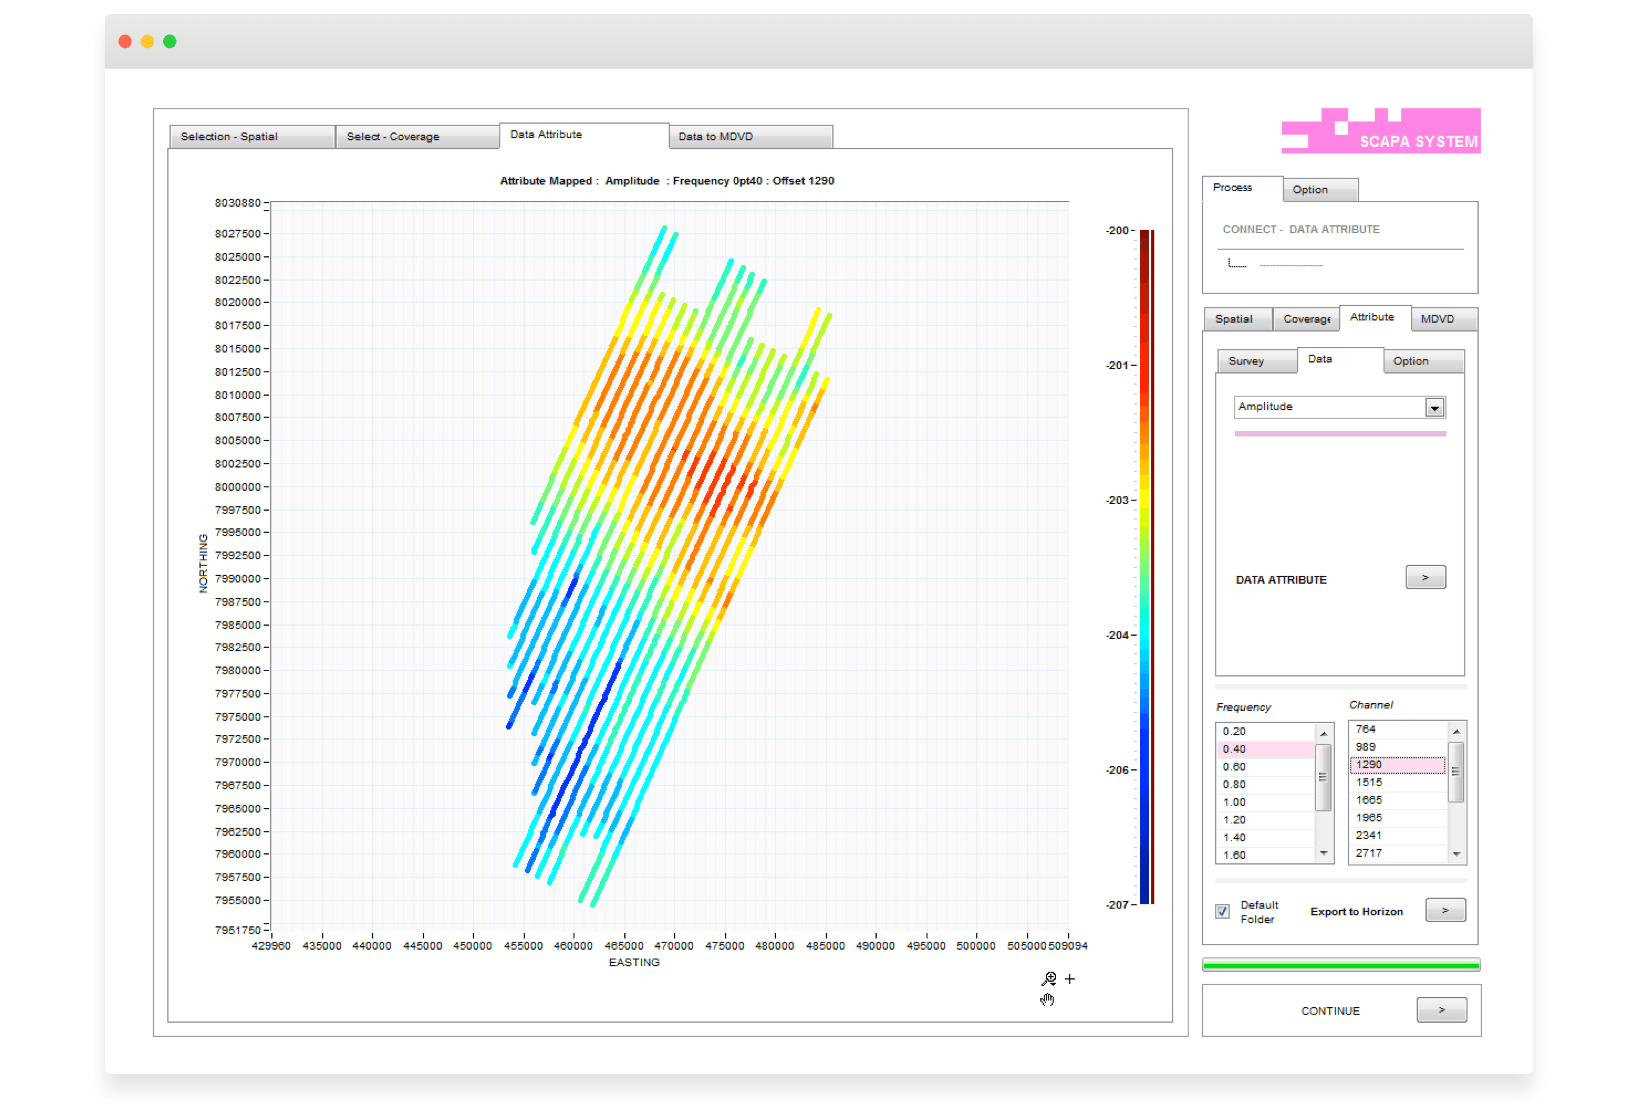 SCAPA SYSTEM
Selection - Spatial
Select - Coverage
Data Attribute
Data to MDVD
Attribute Mapped : Amplitude : Frequency 0pt40 : Offset 1290
8030880
8027500
8025000
8022500
8020000
8017500
8015000
8012500
8010000
8007500
8005000
8002500
8000000
7997500
7995000
7992500
7990000
7987500
7985000
7982500
7980000
7977500
7975000
7972500
7970000
7967500
7965000
7962500
7960000
7957500
7955000
7951750
NORTHING
429960 435000 440000 445000 450000 455000 460000 465000 470000 475000 480000 485000 490000 495000 500000 505000 509094
EASTING
-200
-201
-203
-204
-206
-207
Process
Option
CONNECT - DATA ATTRIBUTE
Spatial
Coverage
Attribute
MDVD
Survey
Data
Option
Amplitude
DATA ATTRIBUTE
>
Frequency
0.20
0.40
0.60
0.80
1.00
1.20
1.40
1.60
Channel
764
989
1290
1515
1665
1965
2341
2717
Default
Folder
Export to Horizon
>
CONTINUE
>